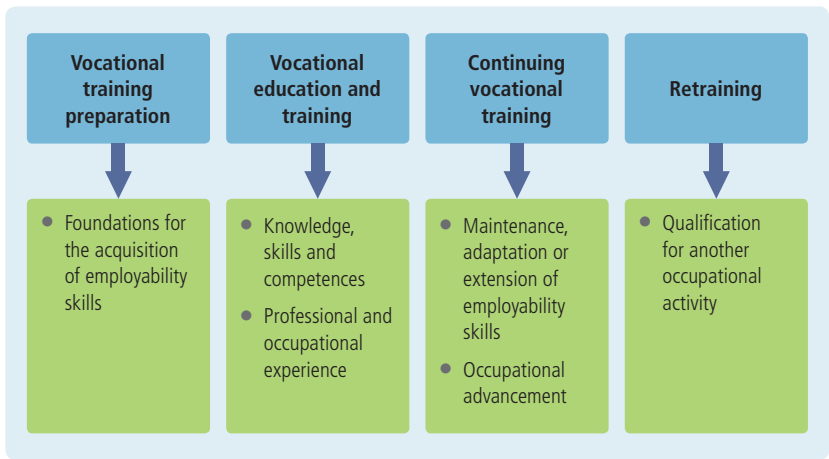 Vocational
training
preparation
Foundations for
the acquisition
of employability
skills
Vocational
education and
training
Knowledge,
skills and
competences
Professional and
occupational
experience
Continuing
vocational
training
Maintenance,
adaptation or
extension of
employability
skills
Occupational
advancement
Retraining
Qualification
for another
occupational
activity